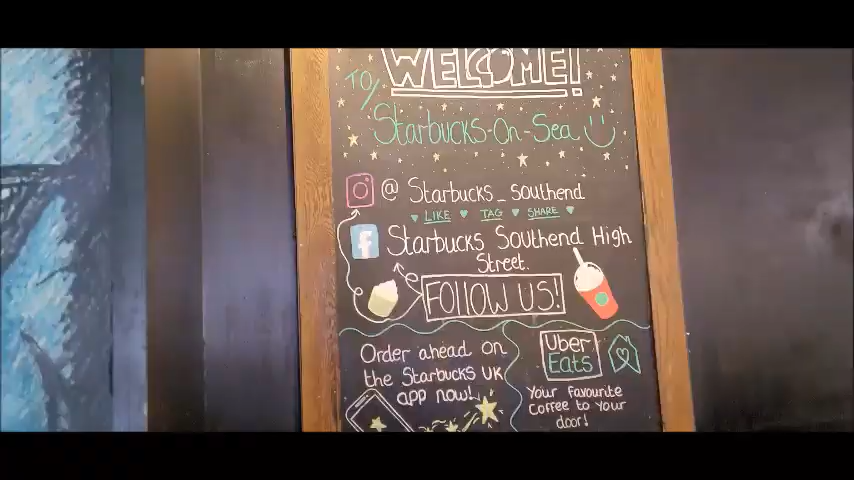 WELCOME!
TO/
Starbucks-On-Sea
@ Starbucks_southend
LIKE ♥ TAG ♥ SHARE ♥
f Starbucks Southend High
Street.
FOLLOW US!
Order ahead on
the Starbucks UK
app now!
Uber
Eats
Your favourite
Coffee to your
door!